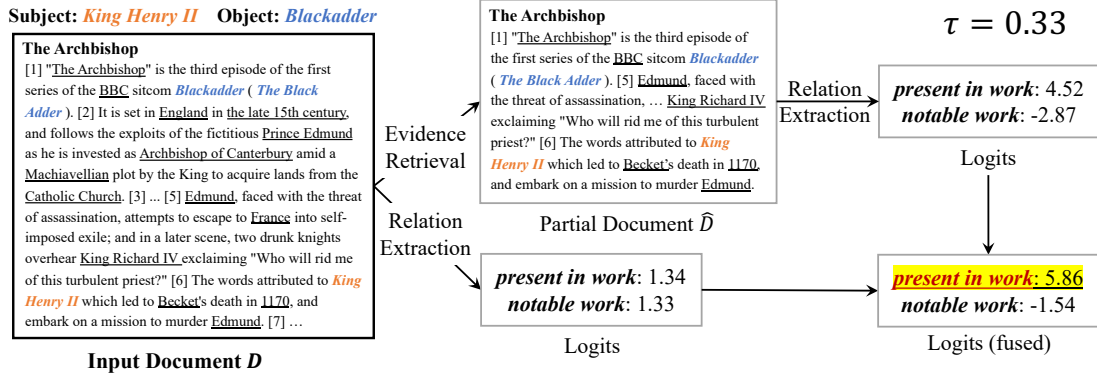 Subject: King Henry II Object: Blackadder
The Archbishop
[1] "The Archbishop" is the third episode of the first
series of the BBC sitcom Blackadder ( The Black
Adder ). [2] It is set in England in the late 15th century,
and follows the exploits of the fictitious Prince Edmund
as he is invested as Archbishop of Canterbury amid a
Machiavellian plot by the King to acquire lands from the
Catholic Church. [3] ... [5] Edmund, faced with the threat
of assassination, attempts to escape to France into self-
imposed exile; and in a later scene, two drunk knights
overhear King Richard IV exclaiming "Who will rid me
of this turbulent priest?" [6] The words attributed to King
Henry II which led to Becket's death in 1170, and
embark on a mission to murder Edmund. [7] ...
Input Document D
Evidence
Retrieval
Relation
Extraction
The Archbishop
[1] "The Archbishop" is the third episode of
the first series of the BBC sitcom Blackadder
( The Black Adder ). [5] Edmund, faced with
the threat of assassination, … King Richard IV
exclaiming "Who will rid me of this turbulent
priest?" [6] The words attributed to King
Henry II which led to Becket's death in 1170,
and embark on a mission to murder Edmund.
Partial Document D̂
present in work: 1.34
notable work: 1.33
Logits
τ = 0.33
Relation
Extraction
present in work: 4.52
notable work: -2.87
Logits
present in work: 5.86
notable work: -1.54
Logits (fused)